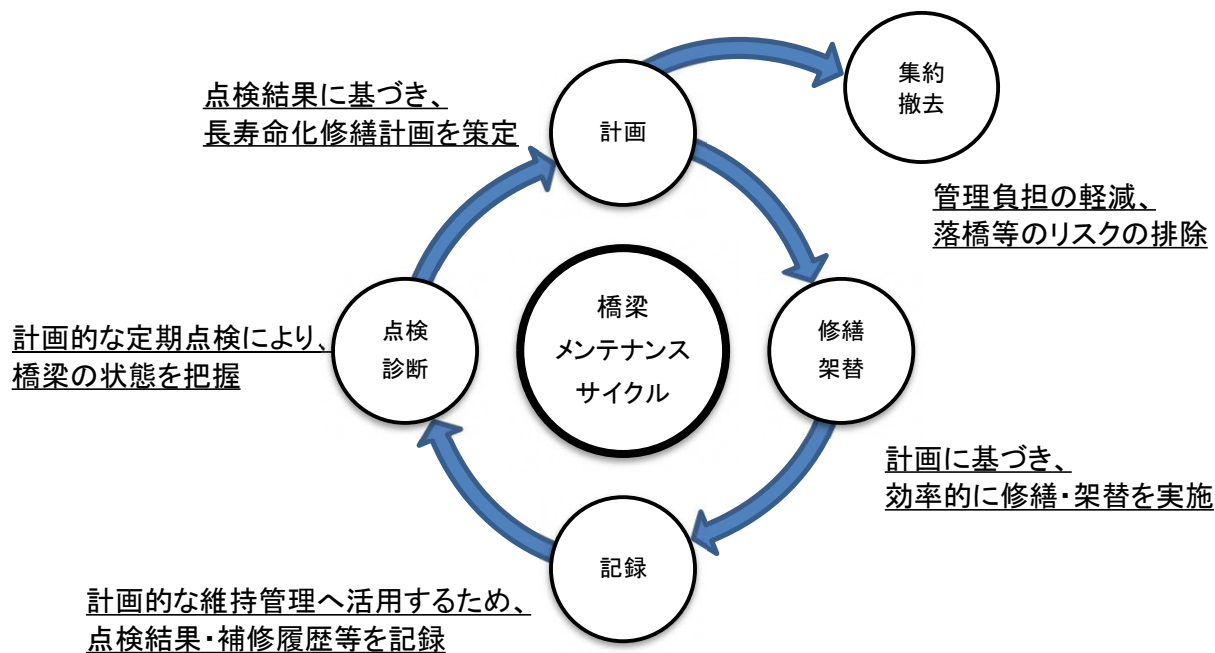 集約
撤去
点検結果に基づき、
長寿命化修繕計画を策定
計画
管理負担の軽減、
落橋等のリスクの排除
橋梁
メンテナンス
サイクル
計画的な定期点検により、
橋梁の状態を把握
点検
診断
修繕
架替
計画に基づき、
効率的に修繕・架替を実施
記録
計画的な維持管理へ活用するため、
点検結果・補修履歴等を記録